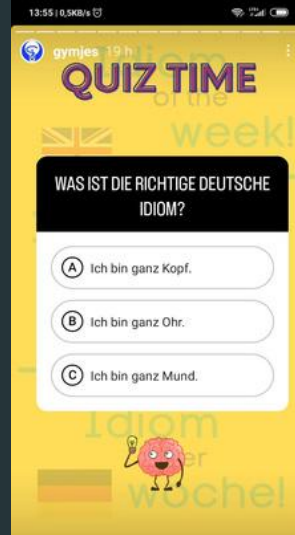 13:55 | 0,5KB/s
gymjes 19 h
Idiom
QUIZ TIME
of the
week!
WAS IST DIE RICHTIGE DEUTSCHE
IDIOM?
A Ich bin ganz Kopf.
B Ich bin ganz Ohr.
C Ich bin ganz Mund.
Idiom
der
woche!